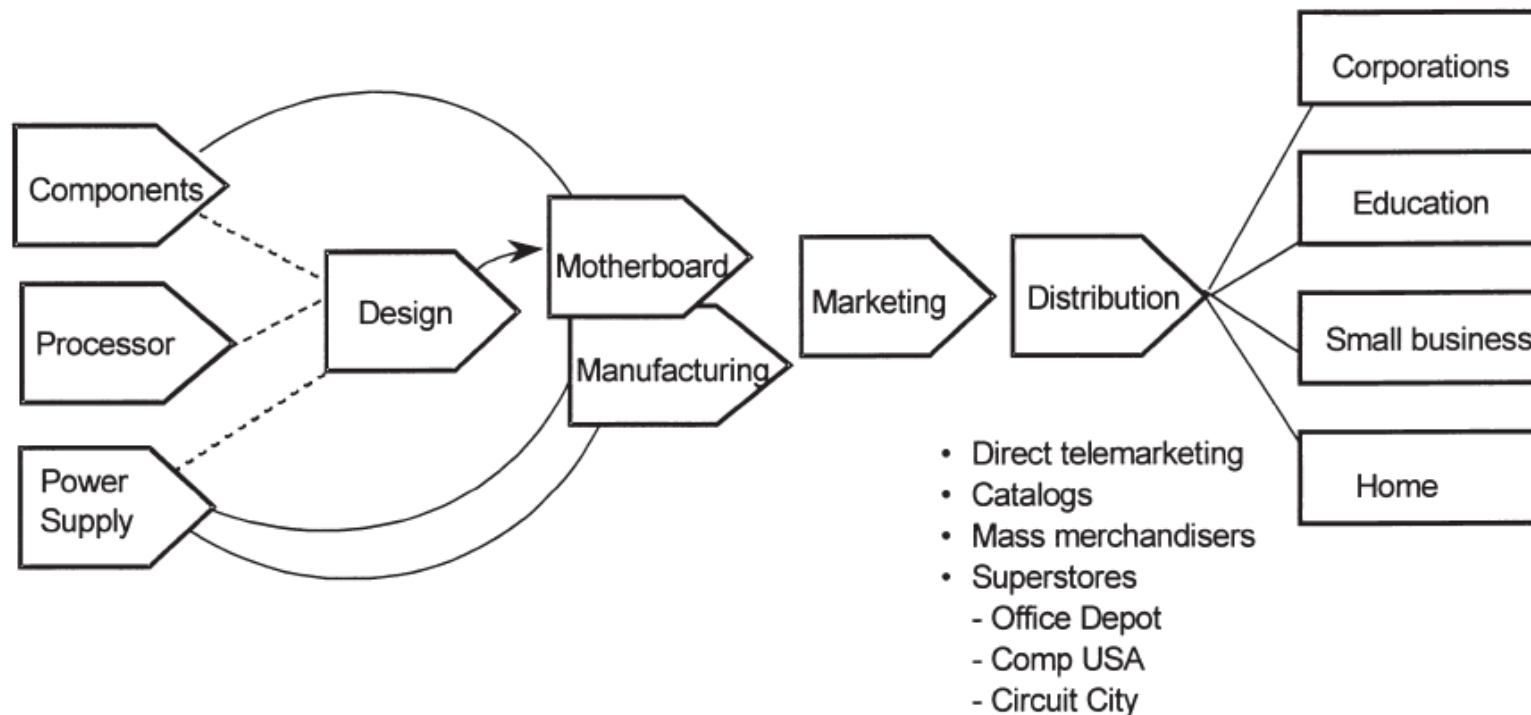 Components
Processor
Power
Supply
Design
Motherboard
Manufacturing
Marketing
Distribution
• Direct telemarketing
• Catalogs
• Mass merchandisers
• Superstores
- Office Depot
- Comp USA
- Circuit City
Corporations
Education
Small business
Home